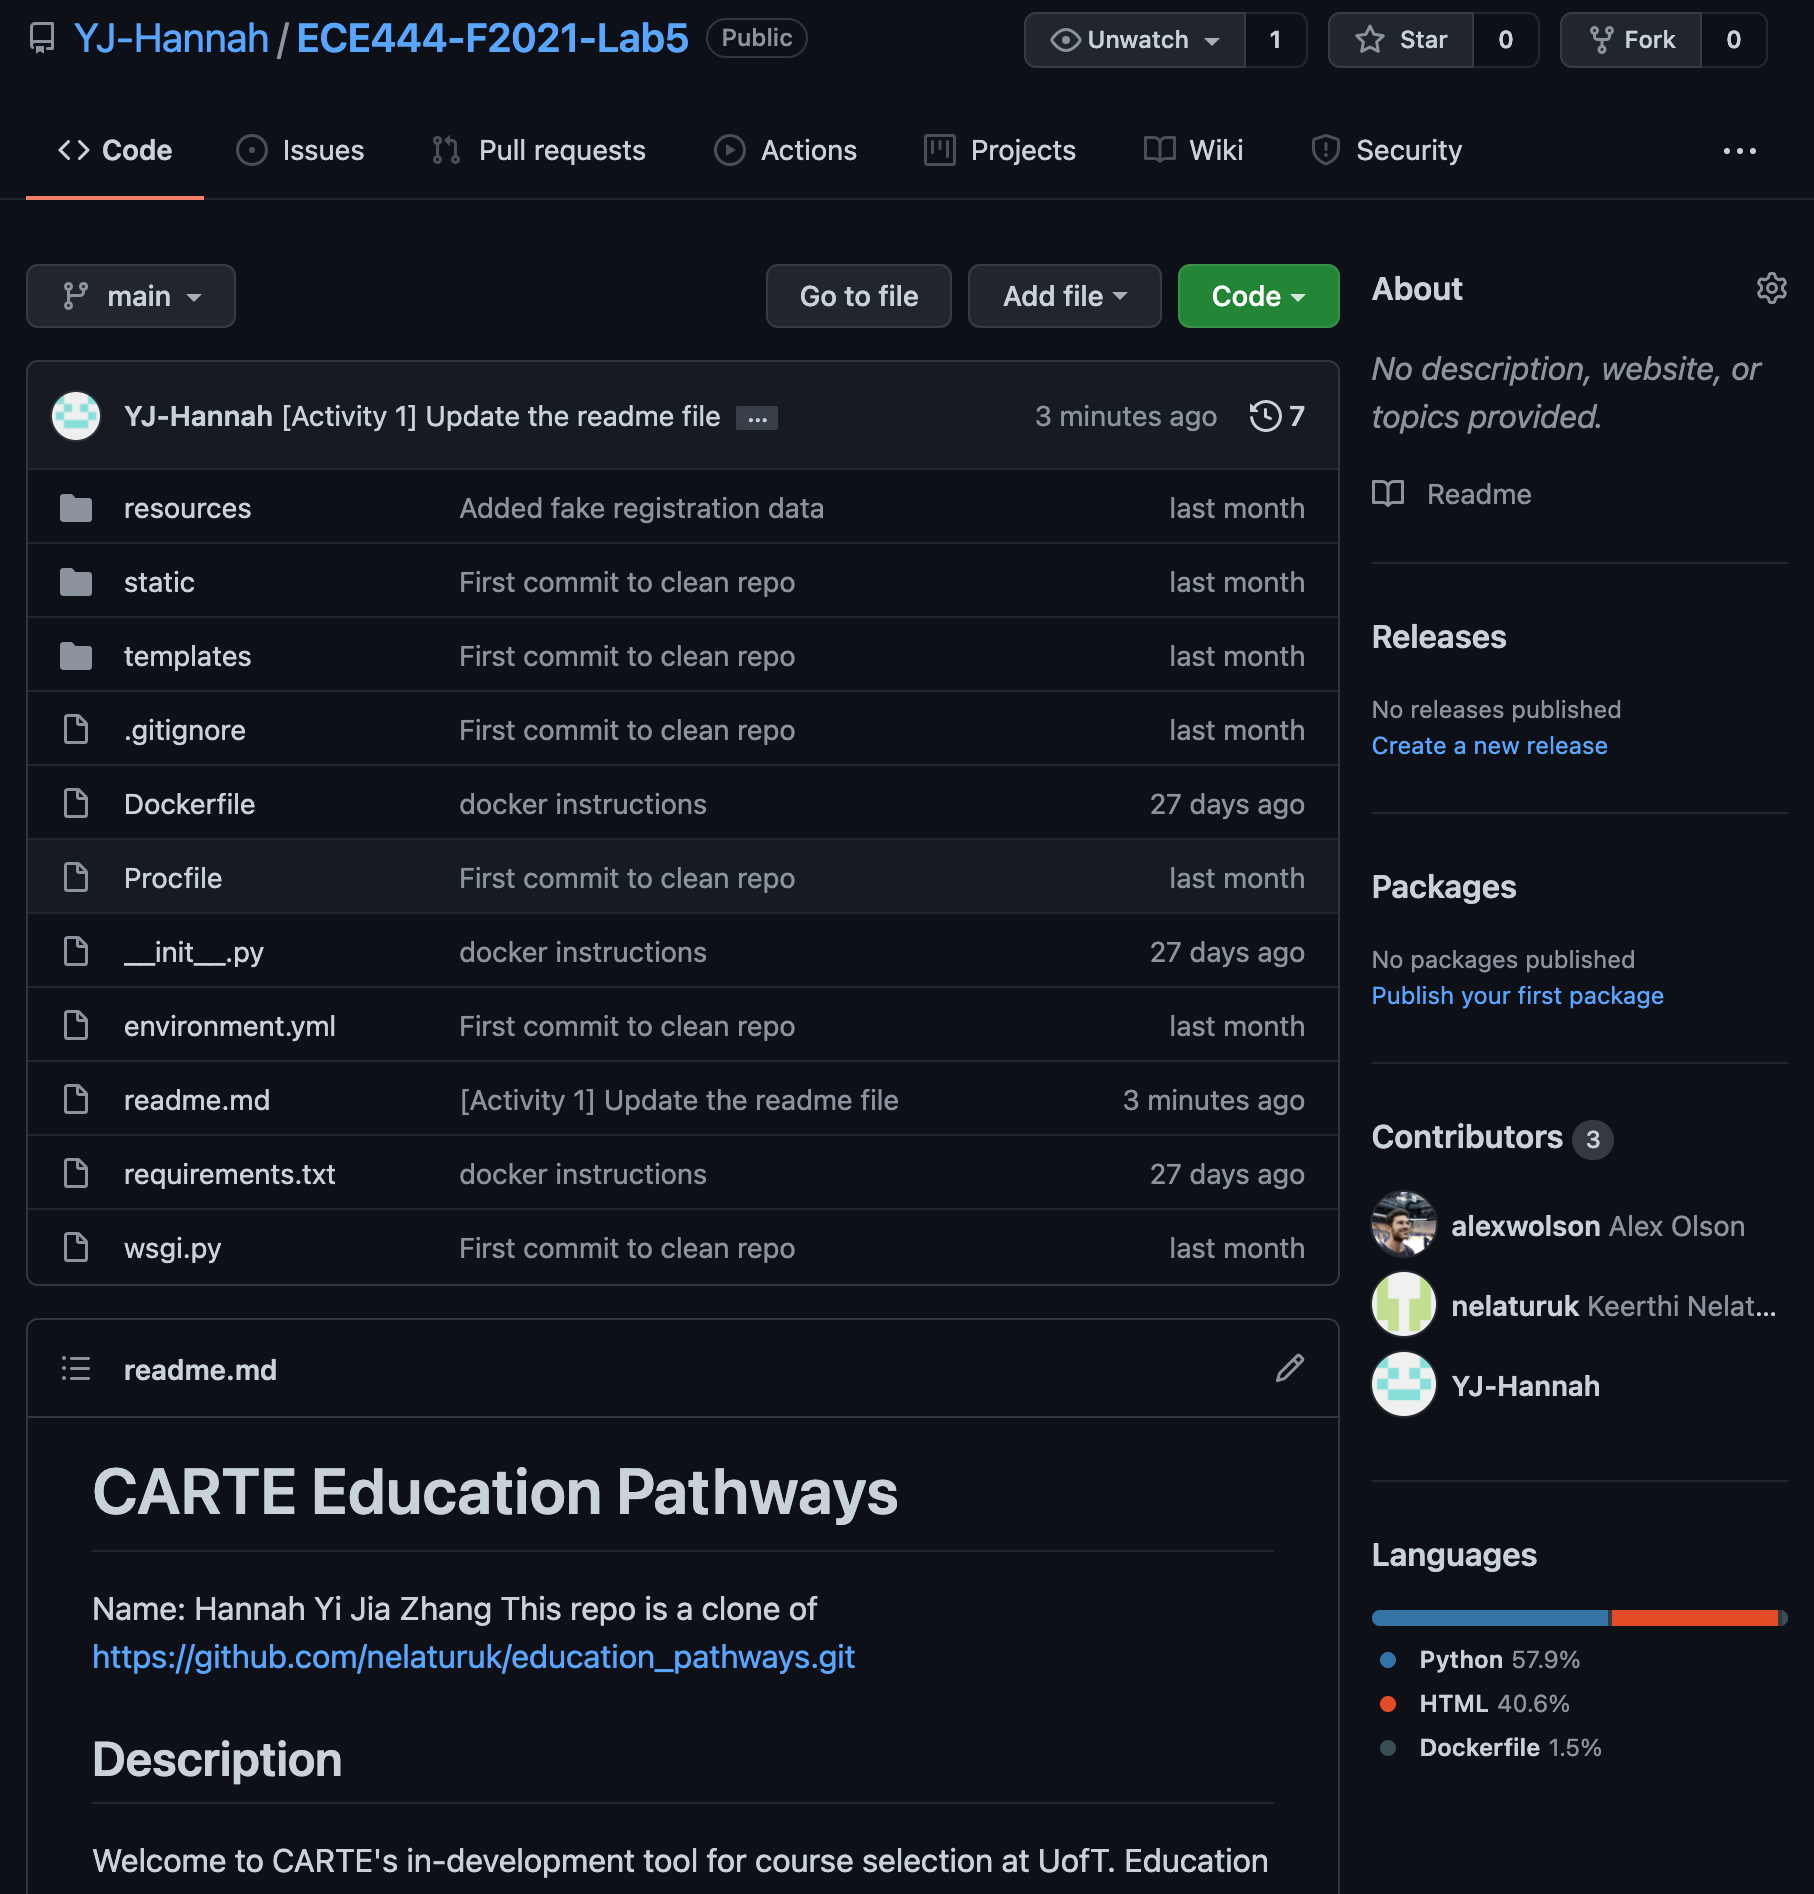 YJ-Hannah / ECE444-F2021-Lab5 Public
Unwatch 1 Star 0 Fork 0
Code Issues Pull requests Actions Projects Wiki Security ...
main Go to file Add file Code
YJ-Hannah [Activity 1] Update the readme file ... 3 minutes ago 7
resources Added fake registration data last month
static First commit to clean repo last month
templates First commit to clean repo last month
.gitignore First commit to clean repo last month
Dockerfile docker instructions 27 days ago
Procfile First commit to clean repo last month
__init__.py docker instructions 27 days ago
environment.yml First commit to clean repo last month
readme.md [Activity 1] Update the readme file 3 minutes ago
requirements.txt docker instructions 27 days ago
wsgi.py First commit to clean repo last month
readme.md
CARTE Education Pathways
Name: Hannah Yi Jia Zhang This repo is a clone of
https://github.com/nelaturuk/education_pathways.git
Description
Welcome to CARTE's in-development tool for course selection at UofT. Education
About
No description, website, or
topics provided.
Readme
Releases
No releases published
Create a new release
Packages
No packages published
Publish your first package
Contributors 3
alexwolson Alex Olson
nelaturuk Keerthi Nelat...
YJ-Hannah
Languages
Python 57.9%
HTML 40.6%
Dockerfile 1.5%